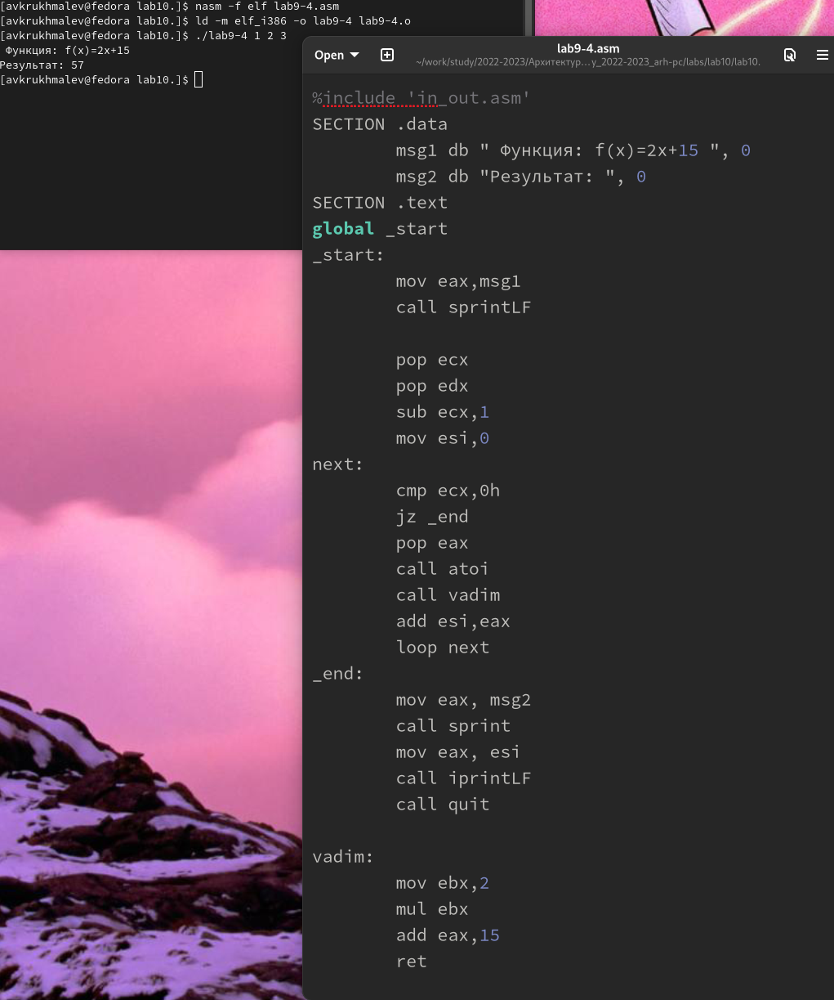 [avkrukhmalev@fedora lab10.]$ nasm -f elf lab9-4.asm
[avkrukhmalev@fedora lab10.]$ ld -m elf_i386 -o lab9-4 lab9-4.o
[avkrukhmalev@fedora lab10.]$ ./lab9-4 1 2 3
Функция: f(x)=2x+15
Результат: 57
[avkrukhmalev@fedora lab10.]$
Open
lab9-4.asm
~/work/study/2022-2023/Архитектур…y_2022-2023_arh-pc/labs/lab10/lab10.
%include 'in_out.asm'
SECTION .data
msg1 db " Функция: f(x)=2x+15 ", 0
msg2 db "Результат: ", 0
SECTION .text
global _start
_start:
mov eax,msg1
call sprintLF
pop ecx
pop edx
sub ecx,1
mov esi,0
next:
cmp ecx,0h
jz _end
pop eax
call atoi
call vadim
add esi,eax
loop next
_end:
mov eax, msg2
call sprint
mov eax, esi
call iprintLF
call quit
vadim:
mov ebx,2
mul ebx
add eax,15
ret